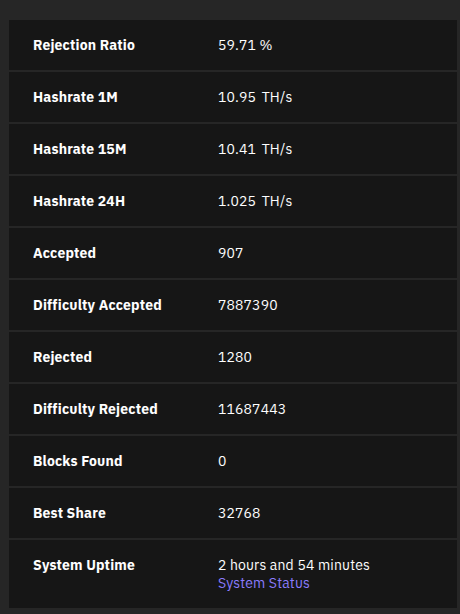 Rejection Ratio 59.71 %
Hashrate 1M 10.95 TH/s
Hashrate 15M 10.41 TH/s
Hashrate 24H 1.025 TH/s
Accepted 907
Difficulty Accepted 7887390
Rejected 1280
Difficulty Rejected 11687443
Blocks Found 0
Best Share 32768
System Uptime 2 hours and 54 minutes
System Status